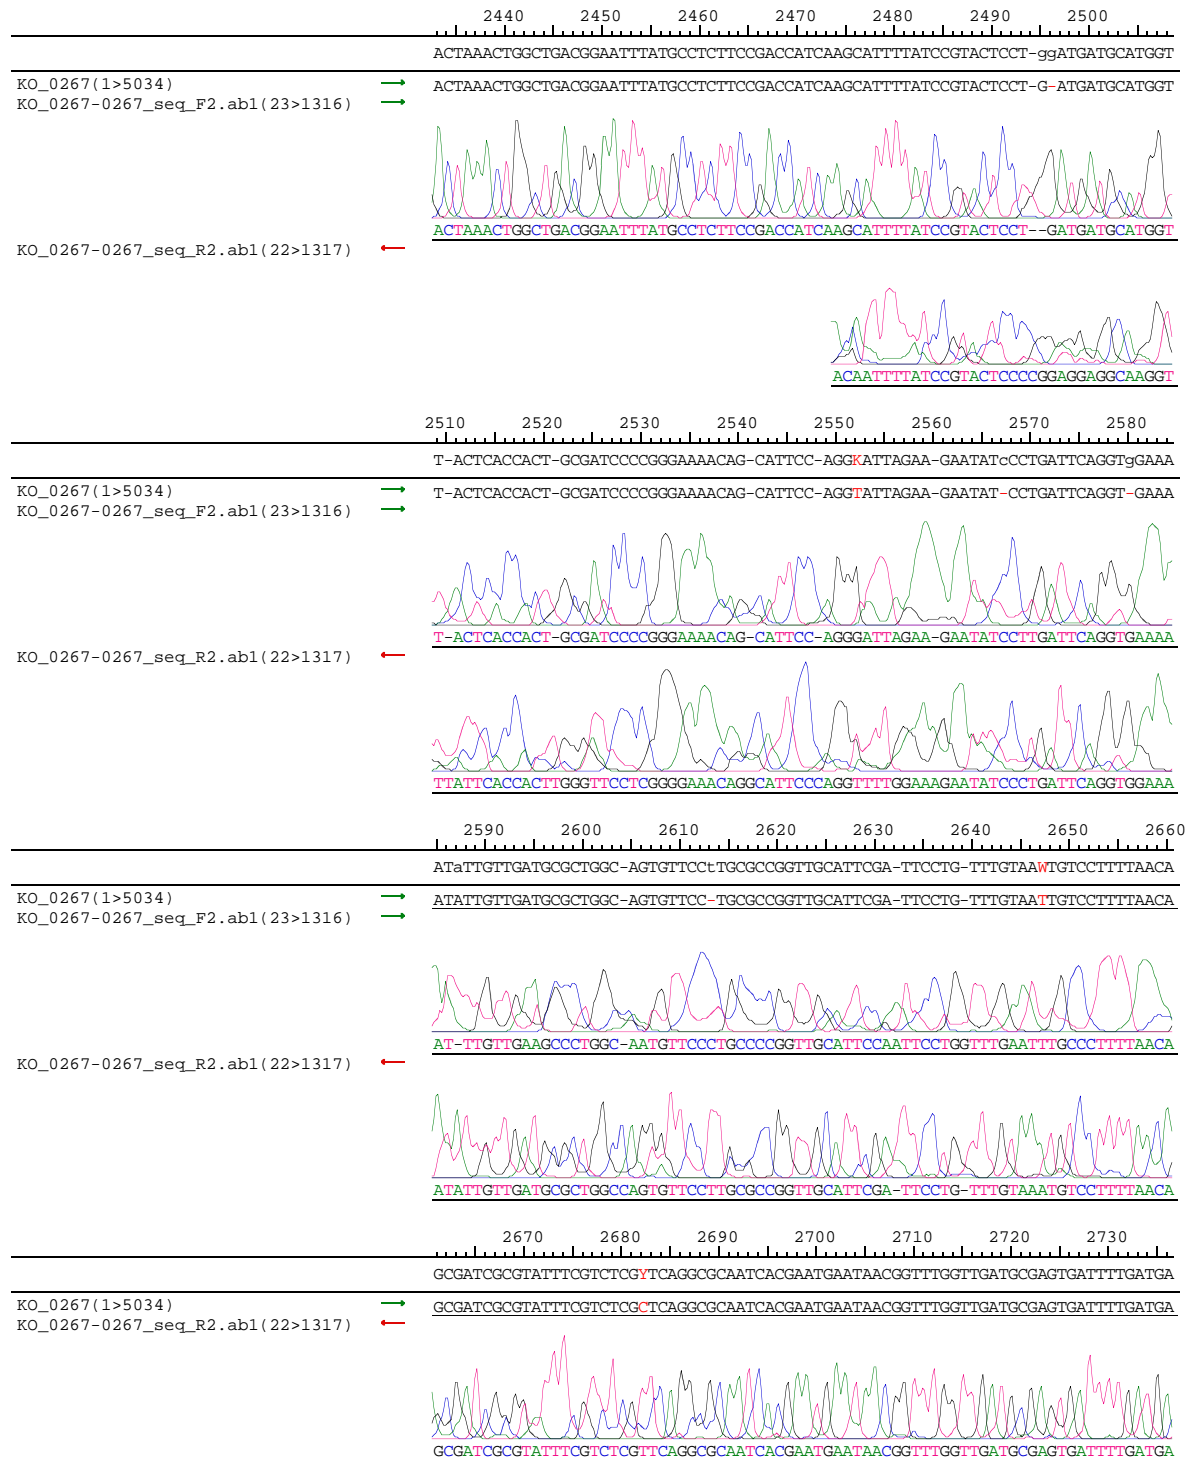 2440 2450 2460 2470 2480 2490 2500
ACTAAACTGGCTGACGGAATTTATGCCTCTTCCGACCATCAAGCATTTTATCCGTACTCCT-ggATGATGCATGGT
KO_0267(1>5034) ACTAAACTGGCTGACGGAATTTATGCCTCTTCCGACCATCAAGCATTTTATCCGTACTCCT-G-ATGATGCATGGT
KO_0267-0267_seq_F2.ab1(23>1316)
ACTAAACTGGCTGACGGAATTTATGCCTCTTCCGACCATCAAGCATTTTATCCGTACTCCT--GATGATGCATGGT
KO_0267-0267_seq_R2.ab1(22>1317)
ACAATTTTATCCGTACTCCCCGGAGGAGGCAAGGT
2510 2520 2530 2540 2550 2560 2570 2580
T-ACTCACCACT-GCGATCCCCGGGAAAACAG-CATTCC-AGGKATTAGAA-GAATATcCCTGATTCAGGTgGAAA
KO_0267(1>5034) T-ACTCACCACT-GCGATCCCCGGGAAAACAG-CATTCC-AGGTATTAGAA-GAATAT-CCTGATTCAGGT-GAAA
KO_0267-0267_seq_F2.ab1(23>1316)
T-ACTCACCACT-GCGATCCCCGGGAAAACAG-CATTCC-AGGGATTAGAA-GAATATCCTTGATTCAGGTGAAAA
KO_0267-0267_seq_R2.ab1(22>1317)
TTATTCACCACTTGGGTTCCTCGGGGAAACAGGCATTCCCAGGTTTTGGAAAGAATATCCCTGATTCAGGTGGAAA
2590 2600 2610 2620 2630 2640 2650 2660
ATaTTGTTGATGCGCTGGC-AGTGTTCCtTGCGCCGGTTGCATTCGA-TTCCTG-TTTGTAAWTGTCCTTTTAACA
KO_0267(1>5034) ATATTGTTGATGCGCTGGC-AGTGTTCC-TGCGCCGGTTGCATTCGA-TTCCTG-TTTGTAATTGTCCTTTTAACA
KO_0267-0267_seq_F2.ab1(23>1316)
AT-TTGTTGAAGCCCTGGC-AATGTTCCCTGCCCCGGTTGCATTCCAATTCCTGGTTTGAATTTGCCCTTTTAACA
KO_0267-0267_seq_R2.ab1(22>1317)
ATATTGTTGATGCGCTGGCCAGTGTTCCTTGCGCCGGTTGCATTCGA-TTCCTG-TTTGTAAATGTCCTTTTAACA
2670 2680 2690 2700 2710 2720 2730
GCGATCGCGTATTTCGTCTCGYTCAGGCGCAATCACGAATGAATAACGGTTTGGTTGATGCGAGTGATTTTGATGA
KO_0267(1>5034) GCGATCGCGTATTTCGTCTCGCTCAGGCGCAATCACGAATGAATAACGGTTTGGTTGATGCGAGTGATTTTGATGA
KO_0267-0267_seq_R2.ab1(22>1317)
GCGATCGCGTATTTCGTCTCGTTCAGGCGCAATCACGAATGAATAACGGTTTGGTTGATGCGAGTGATTTTGATGA